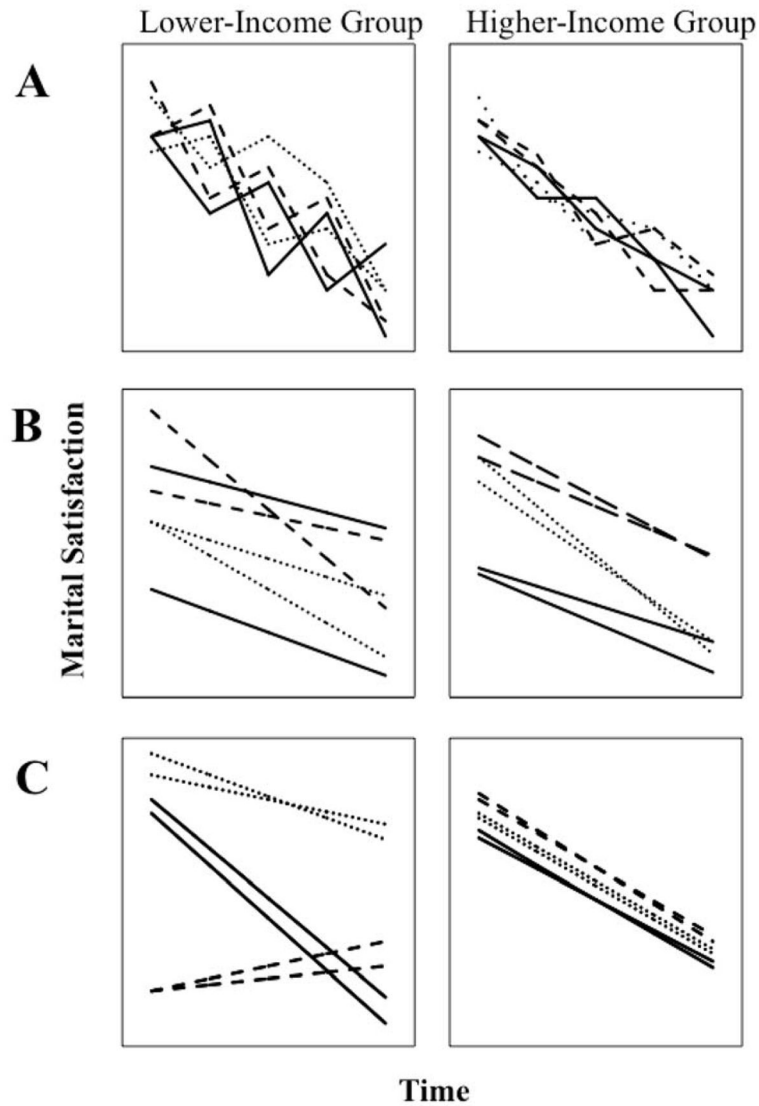 Lower-Income Group
Higher-Income Group
A
B
Marital Satisfaction
C
Time